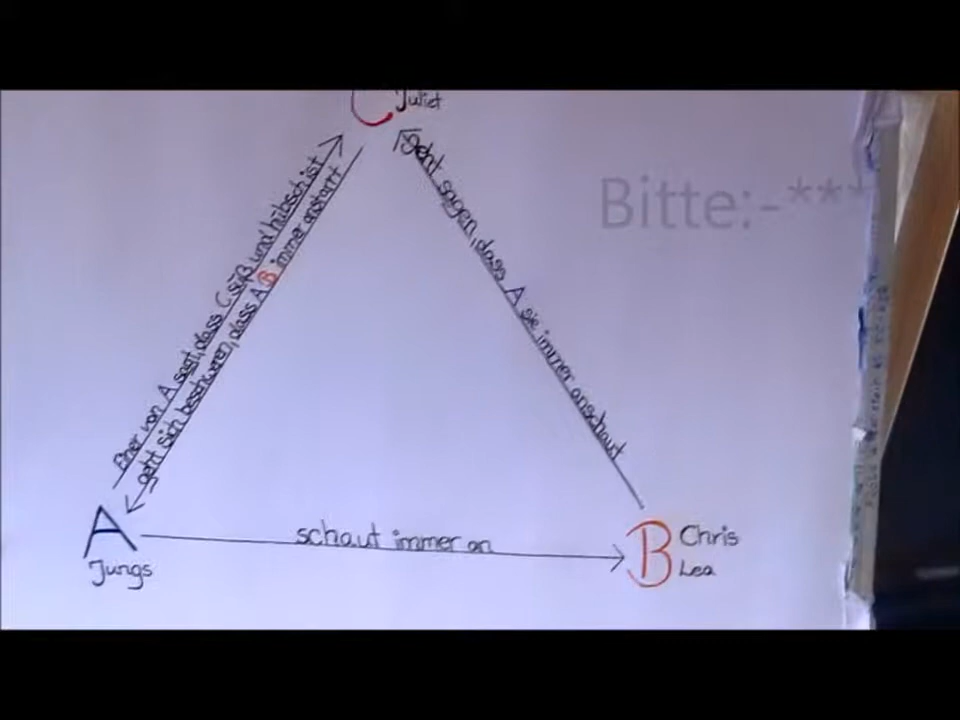 C Juliet
Bitte:-***
Einer von A sagt, dass C süß und hübsch ist
geht sich beschweren, dass A B immer anstarrt
Geht sagen, dass A sie immer anschaut
A
Jungs
schaut immer an
B Chris
Lea